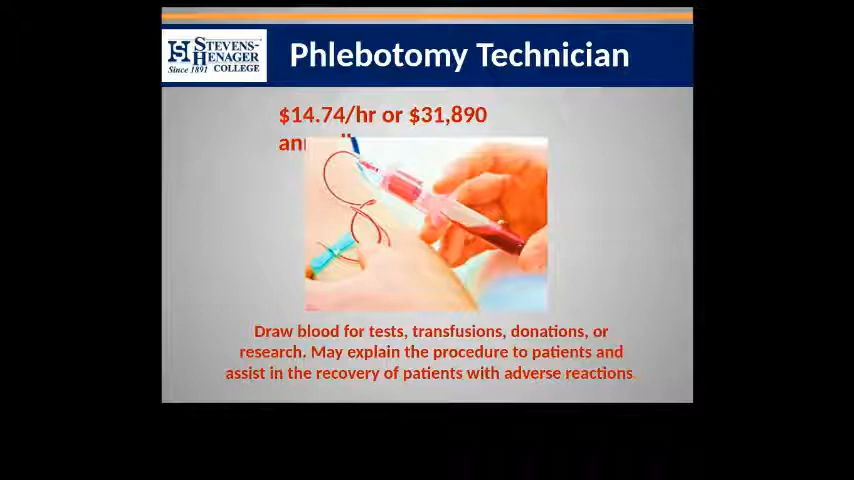 STEVENS-
HENAGER
COLLEGE
Since 1891
Phlebotomy Technician
$14.74/hr or $31,890
Draw blood for tests, transfusions, donations, or
research. May explain the procedure to patients and
assist in the recovery of patients with adverse reactions